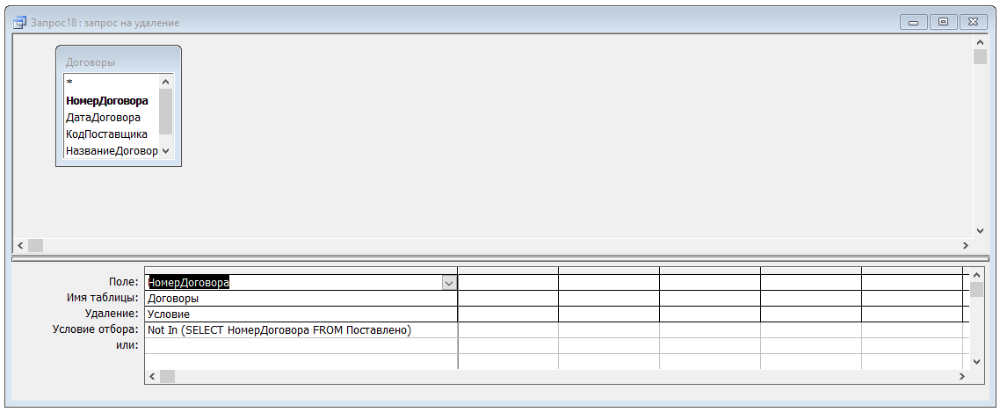 Запрос18 : запрос на удаление
Договоры
*
НомерДоговора
ДатаДоговора
КодПоставщика
НазваниеДоговор
Поле: НомерДоговора
Имя таблицы: Договоры
Удаление: Условие
Условие отбора: Not In (SELECT НомерДоговора FROM Поставлено)
или: